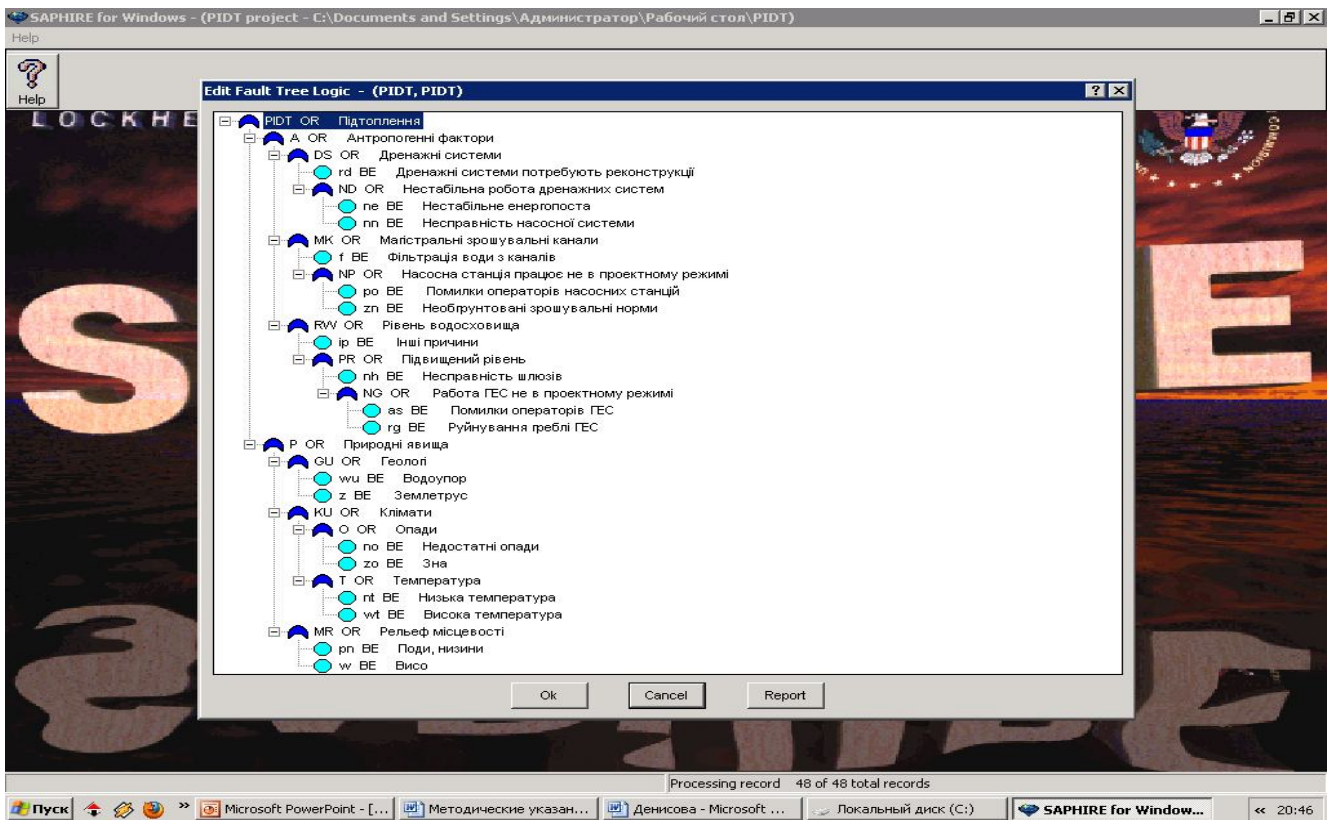 SAPHIRE for Windows - (PIDT project - C:\Documents and Settings\Администратор\Рабочий стол\PIDT)
Help
Help
LOCKHE
COMMISSION
Edit Fault Tree Logic - (PIDT, PIDT)
PIDT OR Підтоплення
A OR Антропогенні фактори
DS OR Дренажні системи
rd BE Дренажні системи потребують реконструкції
ND OR Нестабільна робота дренажних систем
ne BE Нестабільне енергопоста
nn BE Несправність насосної системи
MK OR Магістральні зрошувальні канали
f BE Фільтрація води з каналів
NP OR Насосна станція працює не в проектному режимі
po BE Помилки операторів насосних станцій
zn BE Необґрунтовані зрошувальні норми
RW OR Рівень водосховища
ip BE Інші причини
PR OR Підвищений рівень
nh BE Несправність шлюзів
NG OR Работа ГЕС не в проектному режимі
as BE Помилки операторів ГЕС
rg BE Руйнування греблі ГЕС
P OR Природні явища
GU OR Геологі
wu BE Водоупор
z BE Землетрус
KU OR Клімати
O OR Опади
no BE Недостатні опади
zo BE Зна
T OR Температура
nt BE Низька температура
wt BE Висока температура
MR OR Рельеф місцевості
pn BE Поди, низини
w BE Висо
Ok Cancel Report
S E
Processing record 48 of 48 total records
Пуск » Microsoft PowerPoint - [... Методические указан... Денисова - Microsoft ... Локальный диск (C:) SAPHIRE for Window... « 20:46